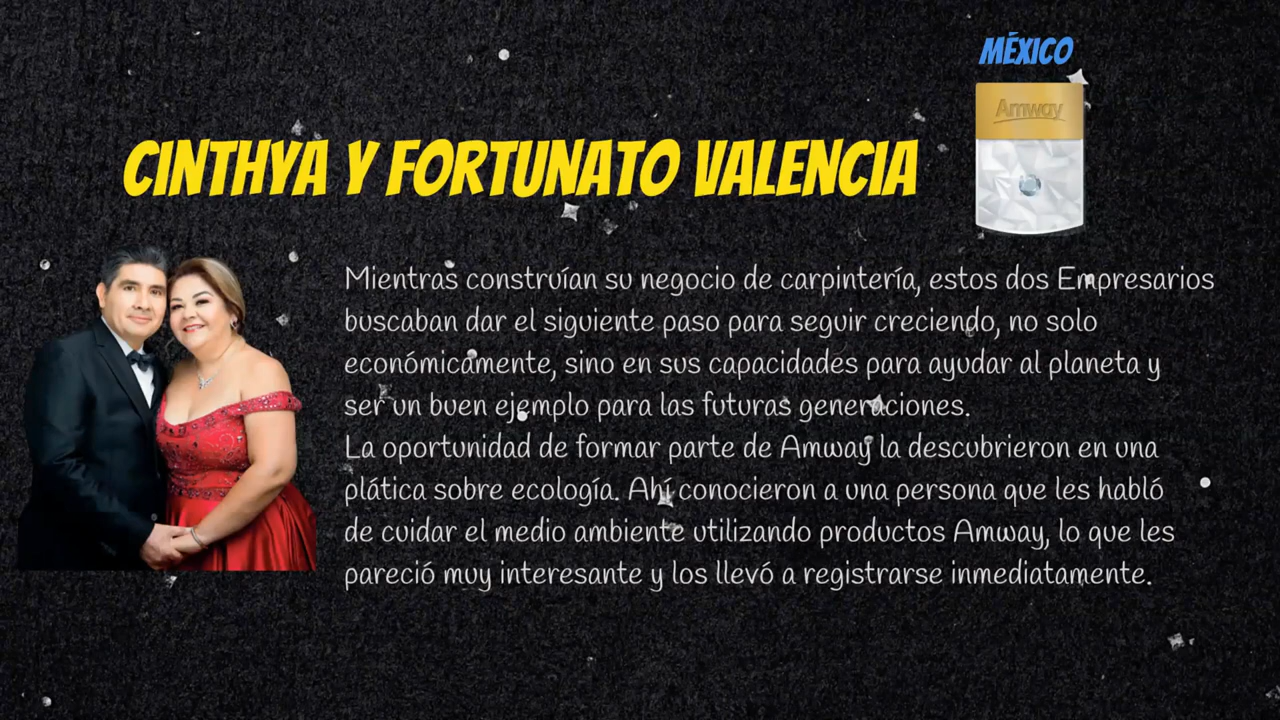 MÉXICO
Amway
CINTHYA Y FORTUNATO VALENCIA
Mientras construían su negocio de carpintería, estos dos Empresarios
buscaban dar el siguiente paso para seguir creciendo, no solo
económicamente, sino en sus capacidades para ayudar al planeta y
ser un buen ejemplo para las futuras generaciones.
La oportunidad de formar parte de Amway la descubrieron en una
plática sobre ecología. Ahí conocieron a una persona que les habló
de cuidar el medio ambiente utilizando productos Amway, lo que les
pareció muy interesante y los llevó a registrarse inmediatamente.